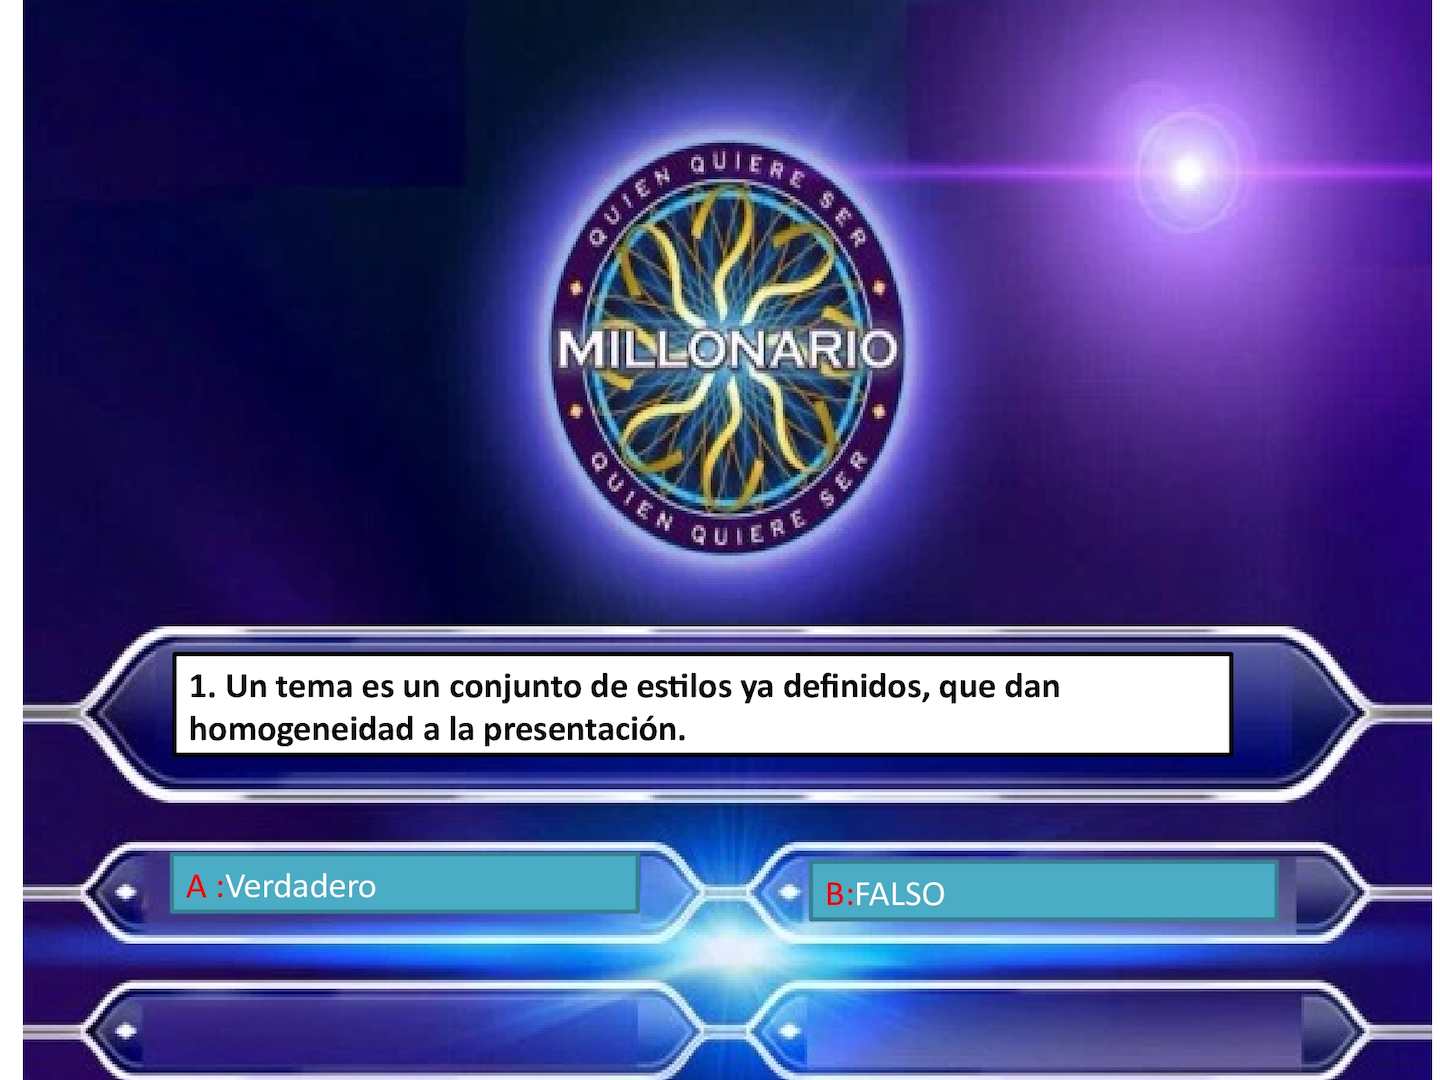 QUIEN QUIERE SER
MILLONARIO
QUIEN QUIERE SER
1. Un tema es un conjunto de estilos ya definidos, que dan
homogeneidad a la presentación.
A :Verdadero
B:FALSO